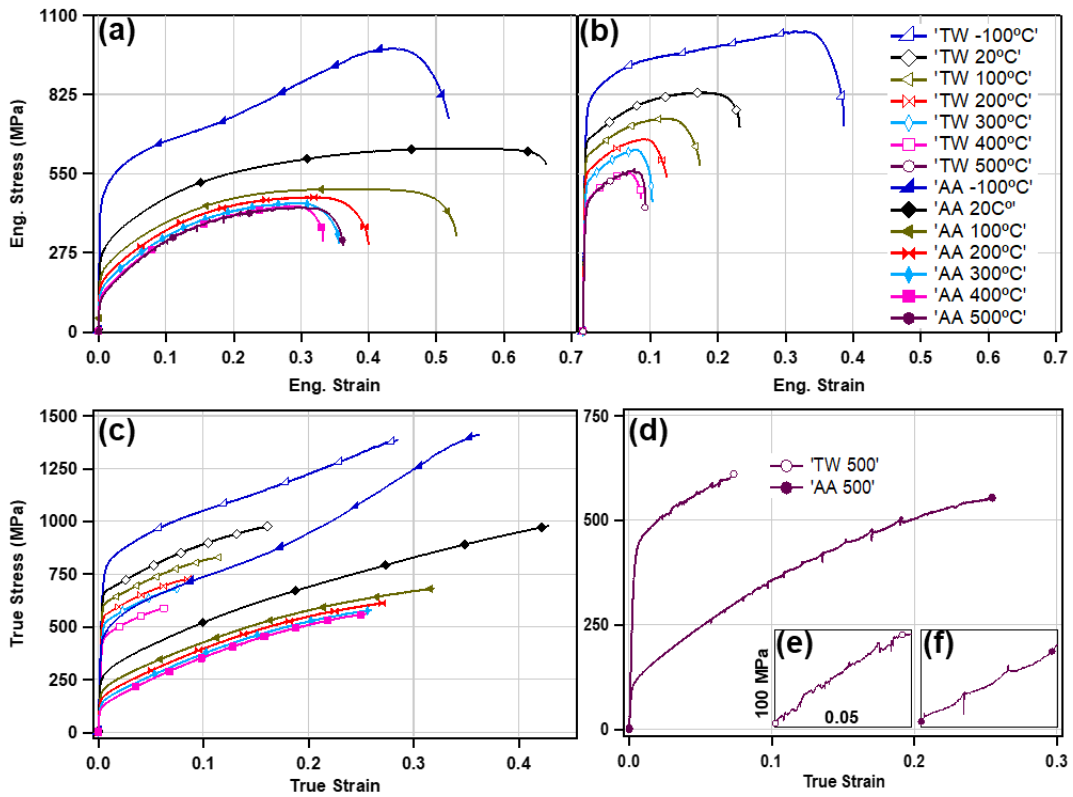 (a)
1100
825
550
275
0
Eng. Stress (MPa)
0.0 0.1 0.2 0.3 0.4 0.5 0.6 0.7
Eng. Strain
(b)
0.1 0.2 0.3 0.4 0.5 0.6 0.7
Eng. Strain
'TW -100ºC'
'TW 20ºC'
'TW 100ºC'
'TW 200ºC'
'TW 300ºC'
'TW 400ºC'
'TW 500ºC'
'AA -100ºC'
'AA 20Cº'
'AA 100ºC'
'AA 200ºC'
'AA 300ºC'
'AA 400ºC'
'AA 500ºC'
(c)
1500
1250
1000
750
500
250
0
True Stress (MPa)
0.0 0.1 0.2 0.3 0.4
True Strain
(d)
750
500
250
0
'TW 500'
'AA 500'
(e)
100 MPa
0.05
(f)
0.0 0.1 0.2 0.3
True Strain